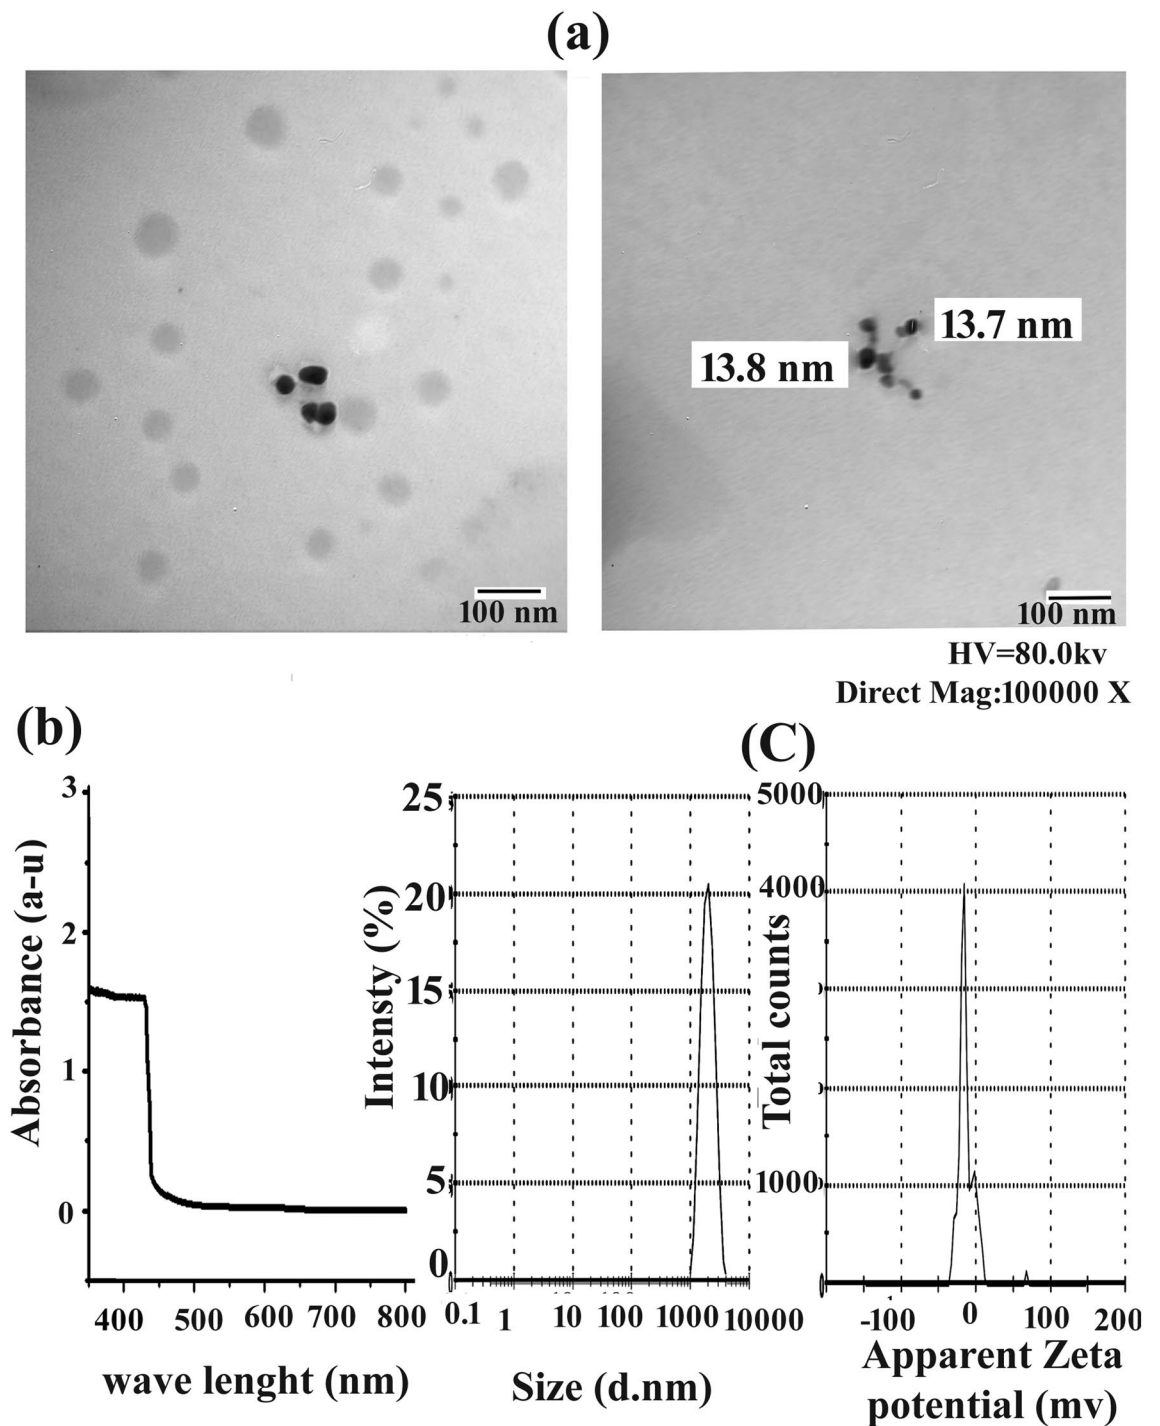 (a)
13.7 nm
13.8 nm
100 nm
100 nm
HV=80.0kv
Direct Mag:100000 X
(b)
3
2
1
0
Absorbance (a-u)
400 500 600 700 800
wave lenght (nm)
25
20
15
10
5
0
Intensty (%)
0.1 1 10 100 1000 10000
Size (d.nm)
(C)
5000
4000
1000
Total counts
-100 0 100 200
Apparent Zeta
potential (mv)